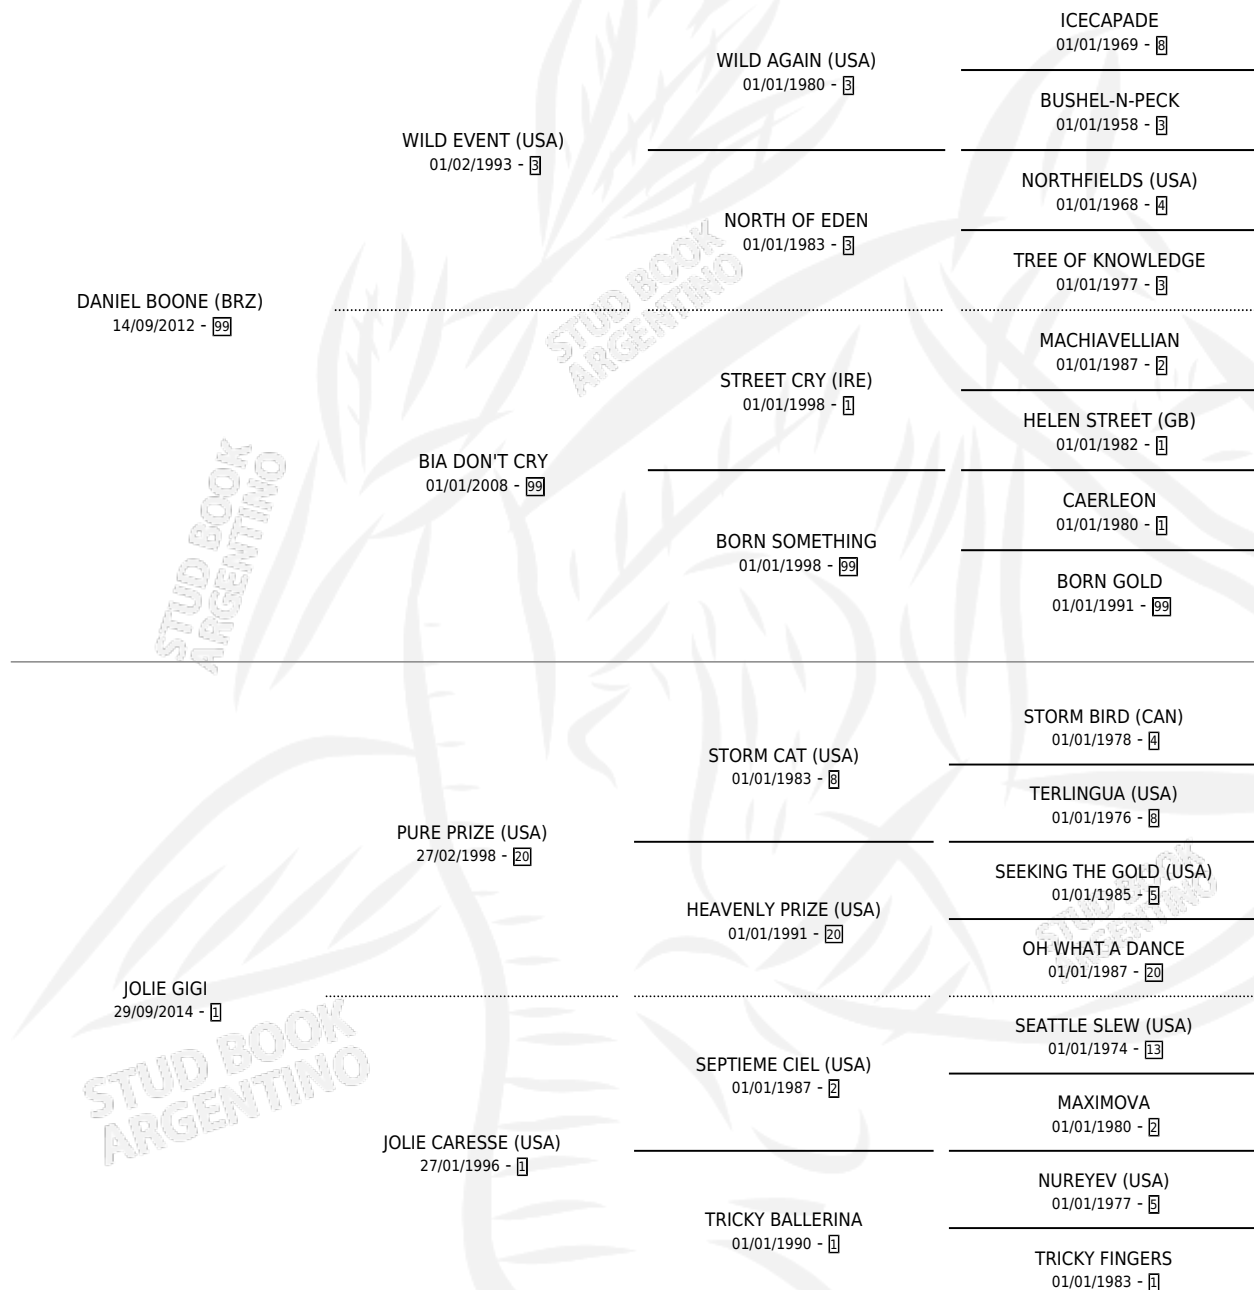 ICECAPADE
01/01/1969 - 8
WILD AGAIN (USA)
01/01/1980 - 3
BUSHEL-N-PECK
01/01/1958 - 3
WILD EVENT (USA)
01/02/1993 - 3
NORTHFIELDS (USA)
01/01/1968 - 4
NORTH OF EDEN
01/01/1983 - 3
TREE OF KNOWLEDGE
01/01/1977 - 3
DANIEL BOONE (BRZ)
14/09/2012 - 99
STUD BOOK
ARGENTINO
MACHIAVELLIAN
01/01/1987 - 2
STREET CRY (IRE)
01/01/1998 - 1
HELEN STREET (GB)
01/01/1982 - 1
BIA DON'T CRY
01/01/2008 - 99
CAERLEON
01/01/1980 - 1
BORN SOMETHING
01/01/1998 - 99
BORN GOLD
01/01/1991 - 99
STUD BOOK
ARGENTINO
STORM BIRD (CAN)
01/01/1978 - 4
STORM CAT (USA)
01/01/1983 - 8
TERLINGUA (USA)
01/01/1976 - 8
PURE PRIZE (USA)
27/02/1998 - 20
SEEKING THE GOLD (USA)
01/01/1985 - 5
HEAVENLY PRIZE (USA)
01/01/1991 - 20
OH WHAT A DANCE
01/01/1987 - 20
STUD BOOK
ARGENTINO
JOLIE GIGI
29/09/2014 - 1
SEATTLE SLEW (USA)
01/01/1974 - 13
SEPTIEME CIEL (USA)
01/01/1987 - 2
MAXIMOVA
01/01/1980 - 2
JOLIE CARESSE (USA)
27/01/1996 - 1
NUREYEV (USA)
01/01/1977 - 5
TRICKY BALLERINA
01/01/1990 - 1
TRICKY FINGERS
01/01/1983 - 1
STUD BOOK
ARGENTINO